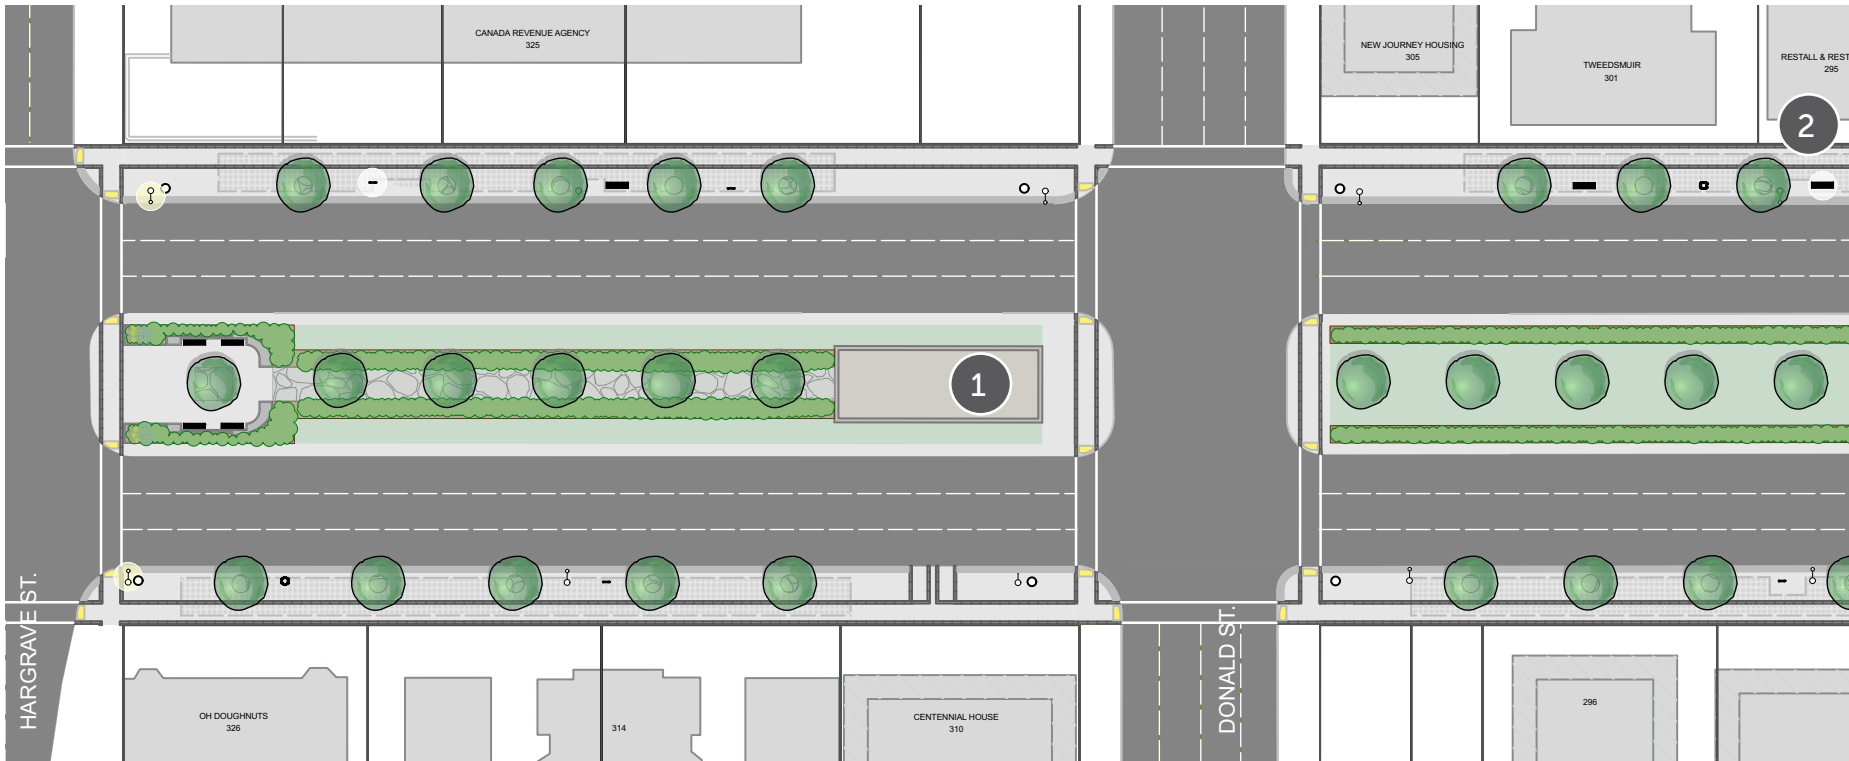 CANADA REVENUE AGENCY
325
NEW JOURNEY HOUSING
305
TWEEDSMUIR
301
RESTALL & REST
295
2
1
HARGRAVE ST.
DONALD ST.
OH DOUGHNUTS
326
314
CENTENNIAL HOUSE
310
296